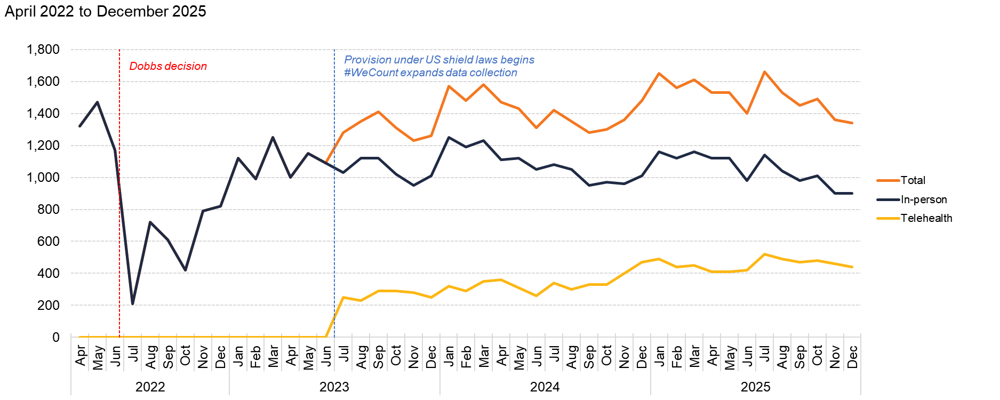 April 2022 to December 2025
1,800
1,600
1,400
1,200
1,000
800
600
400
200
0
Dobbs decision
Provision under US shield laws begins
#WeCount expands data collection
Total
In-person
Telehealth
Apr May Jun Jul Aug Sep Oct Nov Dec Jan Feb Mar Apr May Jun Jul Aug Sep Oct Nov Dec Jan Feb Mar Apr May Jun Jul Aug Sep Oct Nov Dec Jan Feb Mar Apr May Jun Jul Aug Sep Oct Nov Dec
2022 2023 2024 2025